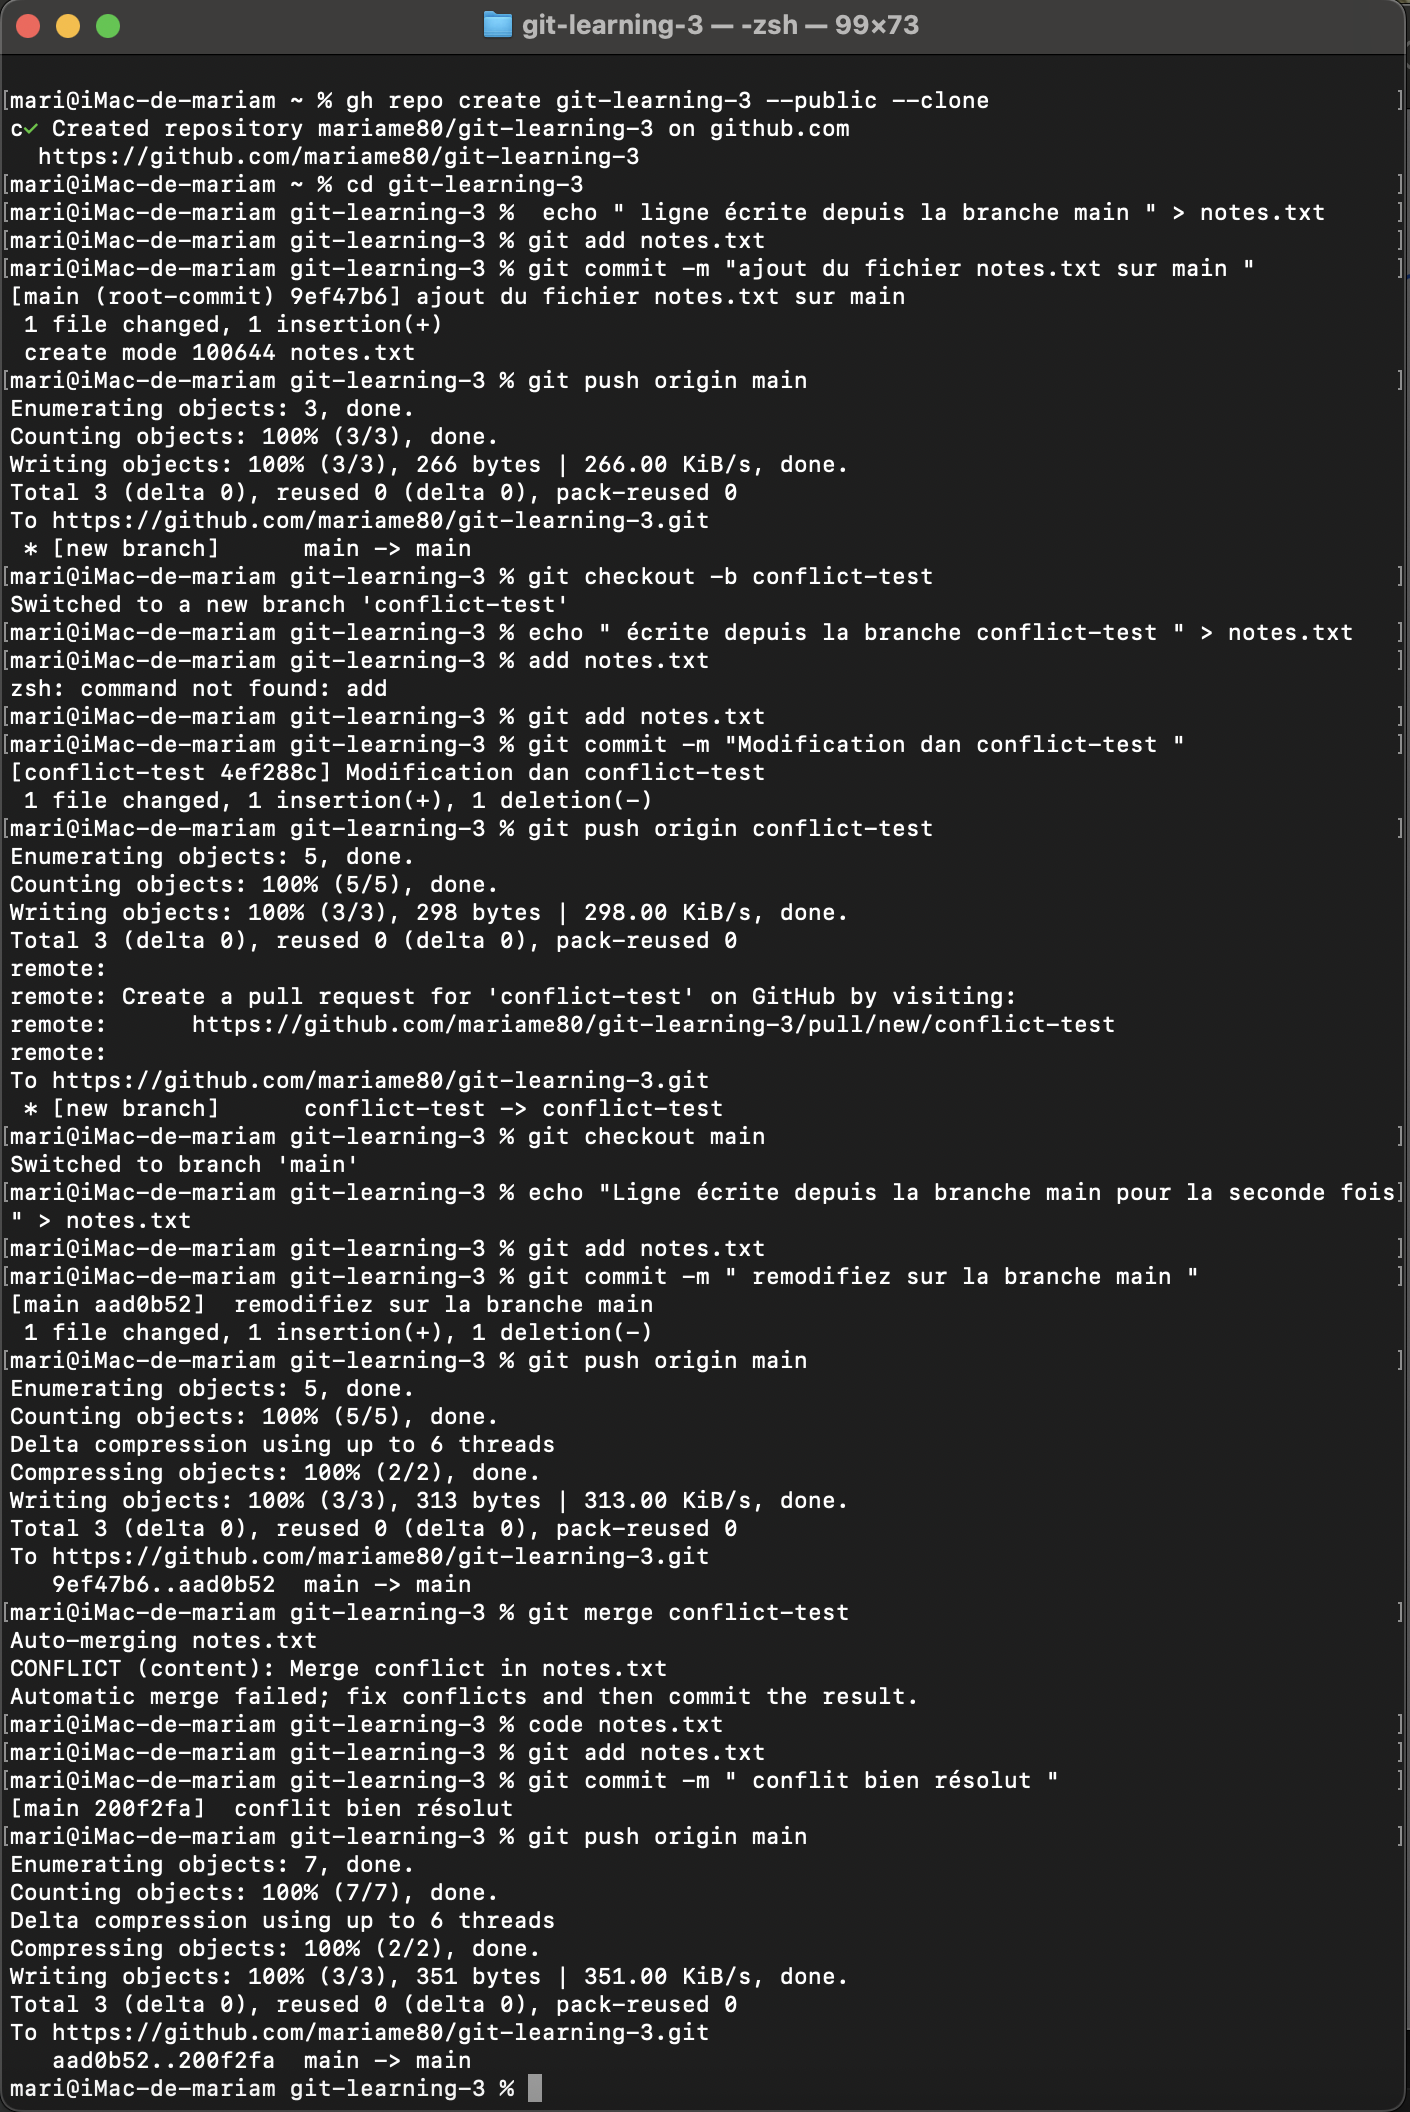 git-learning-3 — -zsh — 99×73
[mari@iMac-de-mariam ~ % gh repo create git-learning-3 --public --clone ]
c✓ Created repository mariame80/git-learning-3 on github.com
  https://github.com/mariame80/git-learning-3
[mari@iMac-de-mariam ~ % cd git-learning-3 ]
[mari@iMac-de-mariam git-learning-3 %  echo " ligne écrite depuis la branche main " > notes.txt ]
[mari@iMac-de-mariam git-learning-3 % git add notes.txt ]
[mari@iMac-de-mariam git-learning-3 % git commit -m "ajout du fichier notes.txt sur main " ]
[main (root-commit) 9ef47b6] ajout du fichier notes.txt sur main
 1 file changed, 1 insertion(+)
 create mode 100644 notes.txt
[mari@iMac-de-mariam git-learning-3 % git push origin main ]
Enumerating objects: 3, done.
Counting objects: 100% (3/3), done.
Writing objects: 100% (3/3), 266 bytes | 266.00 KiB/s, done.
Total 3 (delta 0), reused 0 (delta 0), pack-reused 0
To https://github.com/mariame80/git-learning-3.git
 * [new branch]      main -> main
[mari@iMac-de-mariam git-learning-3 % git checkout -b conflict-test ]
Switched to a new branch 'conflict-test'
[mari@iMac-de-mariam git-learning-3 % echo " écrite depuis la branche conflict-test " > notes.txt ]
[mari@iMac-de-mariam git-learning-3 % add notes.txt ]
zsh: command not found: add
[mari@iMac-de-mariam git-learning-3 % git add notes.txt ]
[mari@iMac-de-mariam git-learning-3 % git commit -m "Modification dan conflict-test " ]
[conflict-test 4ef288c] Modification dan conflict-test
 1 file changed, 1 insertion(+), 1 deletion(-)
[mari@iMac-de-mariam git-learning-3 % git push origin conflict-test ]
Enumerating objects: 5, done.
Counting objects: 100% (5/5), done.
Writing objects: 100% (3/3), 298 bytes | 298.00 KiB/s, done.
Total 3 (delta 0), reused 0 (delta 0), pack-reused 0
remote:
remote: Create a pull request for 'conflict-test' on GitHub by visiting:
remote:      https://github.com/mariame80/git-learning-3/pull/new/conflict-test
remote:
To https://github.com/mariame80/git-learning-3.git
 * [new branch]      conflict-test -> conflict-test
[mari@iMac-de-mariam git-learning-3 % git checkout main ]
Switched to branch 'main'
[mari@iMac-de-mariam git-learning-3 % echo "Ligne écrite depuis la branche main pour la seconde fois]
" > notes.txt
[mari@iMac-de-mariam git-learning-3 % git add notes.txt ]
[mari@iMac-de-mariam git-learning-3 % git commit -m " remodifiez sur la branche main " ]
[main aad0b52]  remodifiez sur la branche main
 1 file changed, 1 insertion(+), 1 deletion(-)
[mari@iMac-de-mariam git-learning-3 % git push origin main ]
Enumerating objects: 5, done.
Counting objects: 100% (5/5), done.
Delta compression using up to 6 threads
Compressing objects: 100% (2/2), done.
Writing objects: 100% (3/3), 313 bytes | 313.00 KiB/s, done.
Total 3 (delta 0), reused 0 (delta 0), pack-reused 0
To https://github.com/mariame80/git-learning-3.git
   9ef47b6..aad0b52  main -> main
[mari@iMac-de-mariam git-learning-3 % git merge conflict-test ]
Auto-merging notes.txt
CONFLICT (content): Merge conflict in notes.txt
Automatic merge failed; fix conflicts and then commit the result.
[mari@iMac-de-mariam git-learning-3 % code notes.txt ]
[mari@iMac-de-mariam git-learning-3 % git add notes.txt ]
[mari@iMac-de-mariam git-learning-3 % git commit -m " conflit bien résolut " ]
[main 200f2fa]  conflit bien résolut
[mari@iMac-de-mariam git-learning-3 % git push origin main ]
Enumerating objects: 7, done.
Counting objects: 100% (7/7), done.
Delta compression using up to 6 threads
Compressing objects: 100% (2/2), done.
Writing objects: 100% (3/3), 351 bytes | 351.00 KiB/s, done.
Total 3 (delta 0), reused 0 (delta 0), pack-reused 0
To https://github.com/mariame80/git-learning-3.git
   aad0b52..200f2fa  main -> main
mari@iMac-de-mariam git-learning-3 %